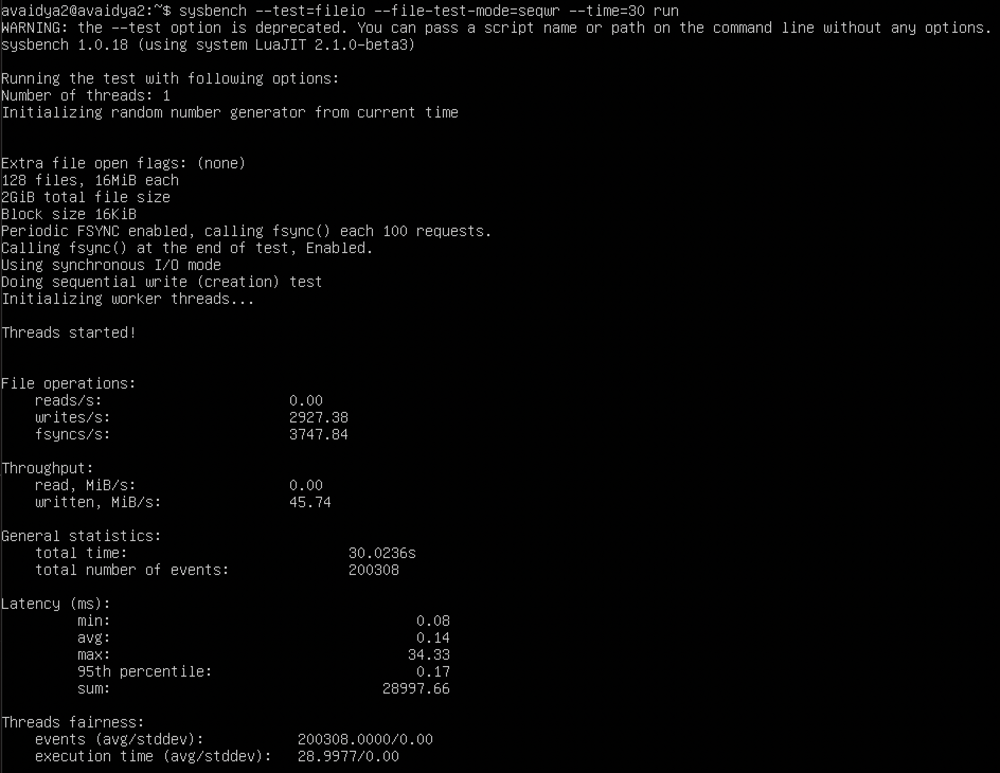 avaidya2@avaidya2:~$ sysbench --test=fileio --file-test-mode=seqwr --time=30 run
WARNING: the --test option is deprecated. You can pass a script name or path on the command line without any options.
sysbench 1.0.18 (using system LuaJIT 2.1.0-beta3)
Running the test with following options:
Number of threads: 1
Initializing random number generator from current time
Extra file open flags: (none)
128 files, 16MiB each
2GiB total file size
Block size 16KiB
Periodic FSYNC enabled, calling fsync() each 100 requests.
Calling fsync() at the end of test, Enabled.
Using synchronous I/O mode
Doing sequential write (creation) test
Initializing worker threads...
Threads started!
File operations:
reads/s: 0.00
writes/s: 2927.38
fsyncs/s: 3747.84
Throughput:
read, MiB/s: 0.00
written, MiB/s: 45.74
General statistics:
total time: 30.0236s
total number of events: 200308
Latency (ms):
min: 0.08
avg: 0.14
max: 34.33
95th percentile: 0.17
sum: 28997.66
Threads fairness:
events (avg/stddev): 200308.0000/0.00
execution time (avg/stddev): 28.9977/0.00